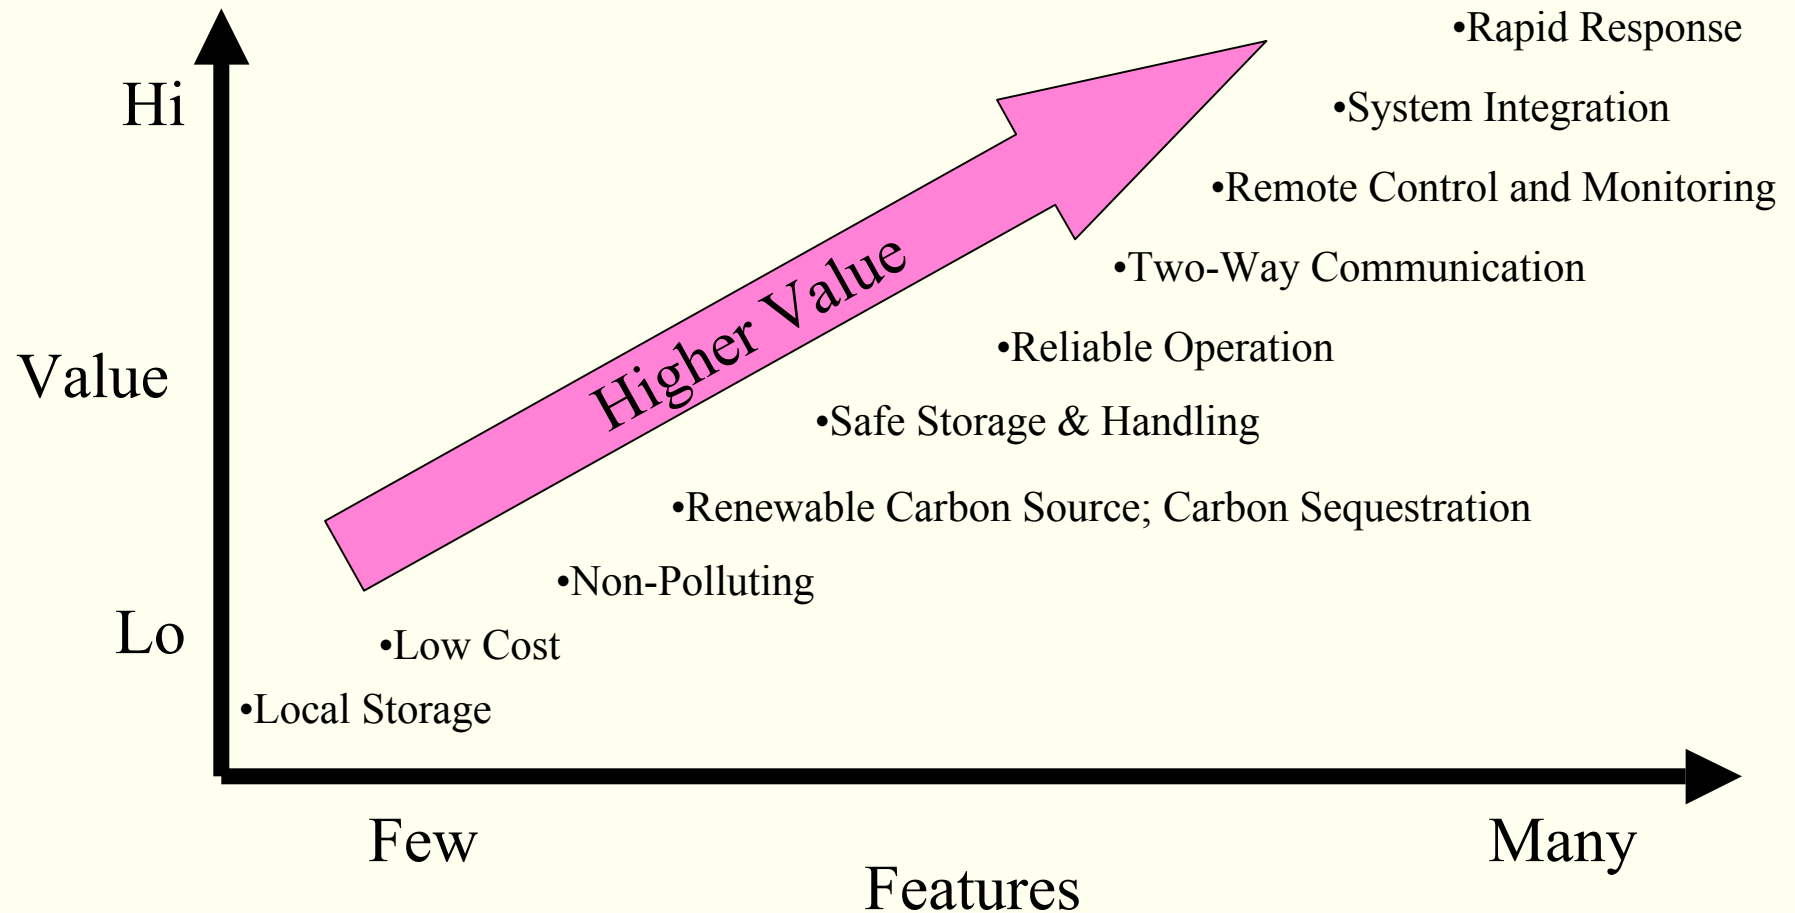 •Rapid Response
Hi
•System Integration
•Remote Control and Monitoring
•Two-Way Communication
Higher Value
•Reliable Operation
Value
•Safe Storage & Handling
•Renewable Carbon Source; Carbon Sequestration
•Non-Polluting
Lo
•Low Cost
•Local Storage
Few
Many
Features